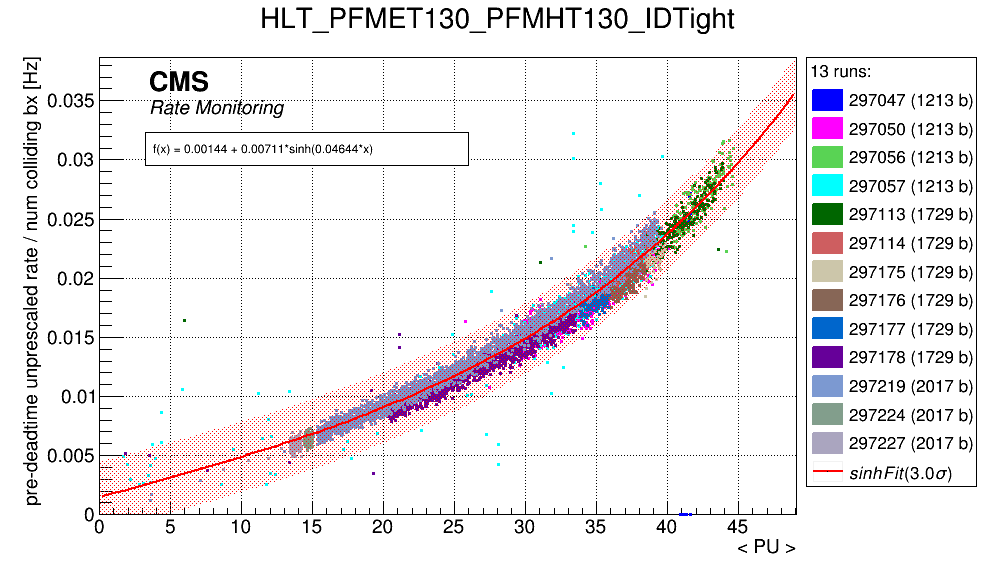 HLT_PFMET130_PFMHT130_IDTight
pre-deadtime unprescaled rate / num colliding bx [Hz]
CMS
Rate Monitoring
f(x) = 0.00144 + 0.00711*sinh(0.04644*x)
0.035
0.03
0.025
0.02
0.015
0.01
0.005
0
0 5 10 15 20 25 30 35 40 45
< PU >
13 runs:
297047 (1213 b)
297050 (1213 b)
297056 (1213 b)
297057 (1213 b)
297113 (1729 b)
297114 (1729 b)
297175 (1729 b)
297176 (1729 b)
297177 (1729 b)
297178 (1729 b)
297219 (2017 b)
297224 (2017 b)
297227 (2017 b)
sinhFit(3.0σ)